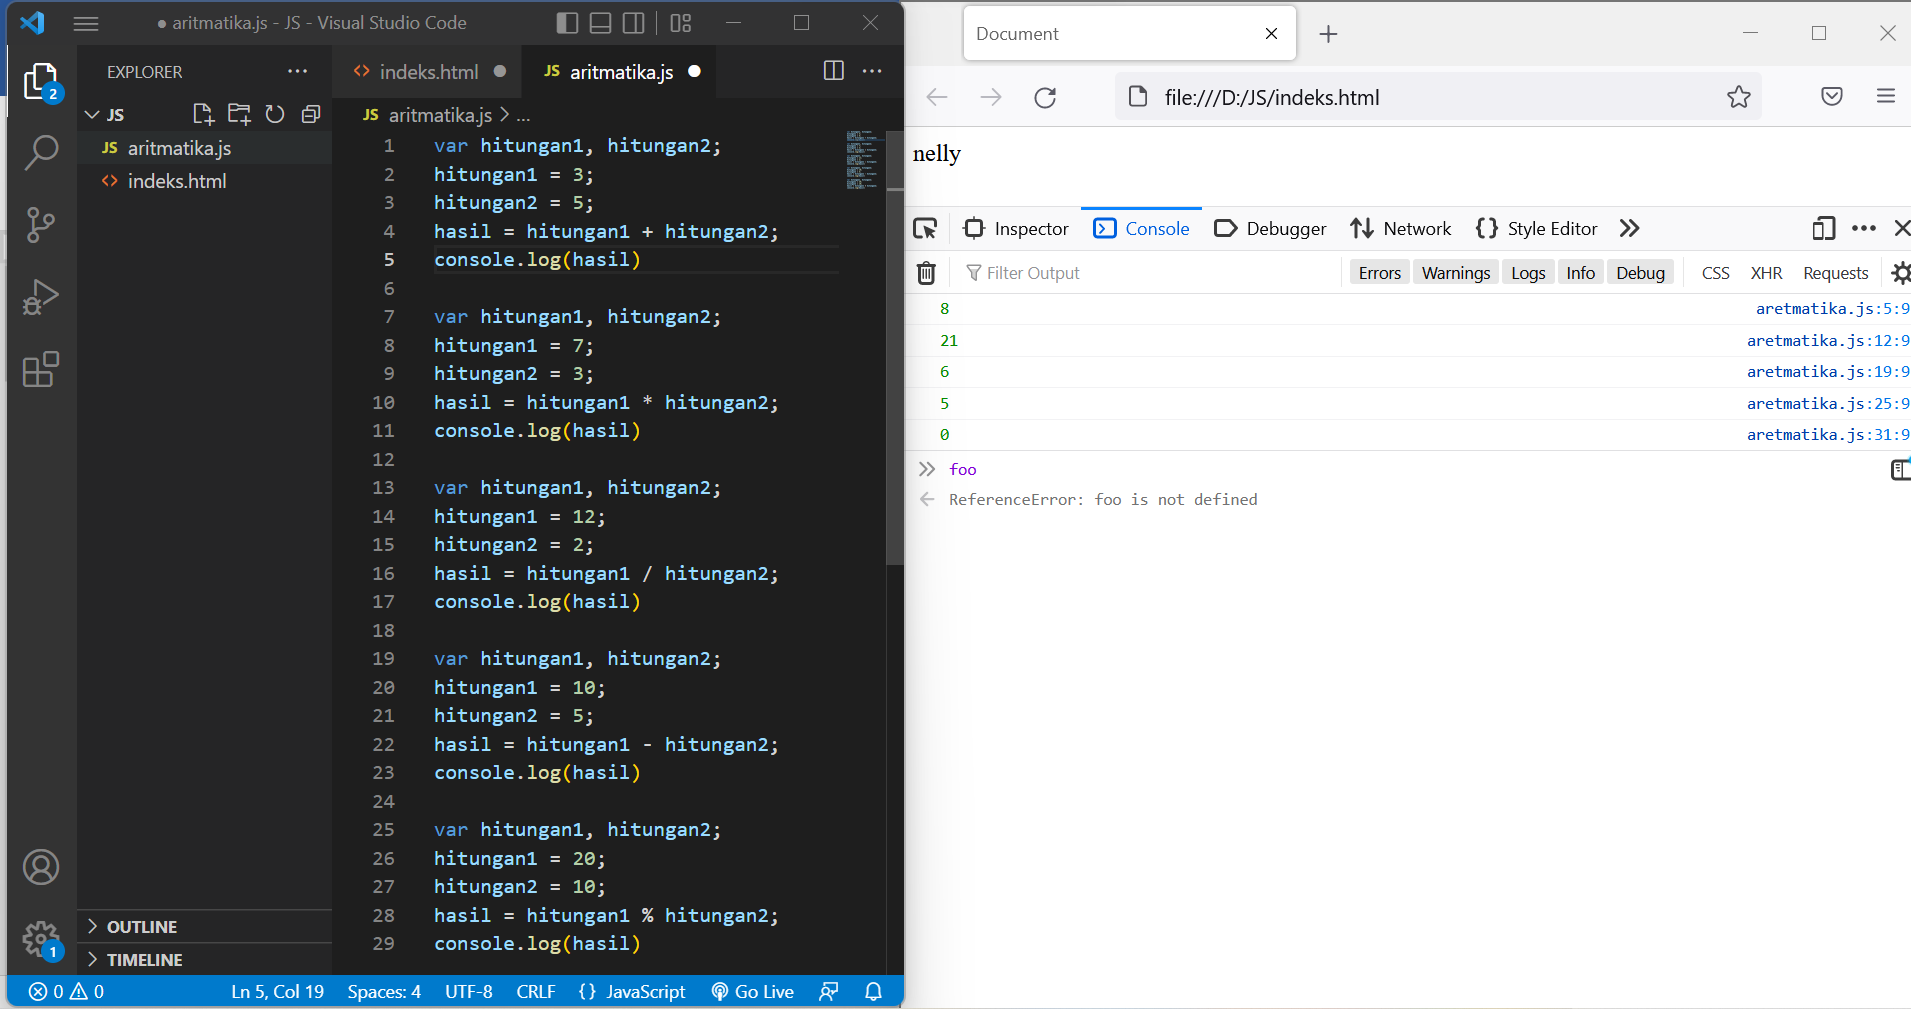 ● aritmatika.js - JS - Visual Studio Code
EXPLORER
2
JS
JS aritmatika.js
<> indeks.html
OUTLINE
TIMELINE
1
<> indeks.html
JS aritmatika.js
JS aritmatika.js > ...
1 var hitungan1, hitungan2;
2 hitungan1 = 3;
3 hitungan2 = 5;
4 hasil = hitungan1 + hitungan2;
5 console.log(hasil)
6
7 var hitungan1, hitungan2;
8 hitungan1 = 7;
9 hitungan2 = 3;
10 hasil = hitungan1 * hitungan2;
11 console.log(hasil)
12
13 var hitungan1, hitungan2;
14 hitungan1 = 12;
15 hitungan2 = 2;
16 hasil = hitungan1 / hitungan2;
17 console.log(hasil)
18
19 var hitungan1, hitungan2;
20 hitungan1 = 10;
21 hitungan2 = 5;
22 hasil = hitungan1 - hitungan2;
23 console.log(hasil)
24
25 var hitungan1, hitungan2;
26 hitungan1 = 20;
27 hitungan2 = 10;
28 hasil = hitungan1 % hitungan2;
29 console.log(hasil)
0 0 Ln 5, Col 19 Spaces: 4 UTF-8 CRLF {} JavaScript Go Live
Document
file:///D:/JS/indeks.html
nelly
Inspector Console Debugger Network {} Style Editor
Filter Output Errors Warnings Logs Info Debug CSS XHR Requests
8 aretmatika.js:5:9
21 aretmatika.js:12:9
6 aretmatika.js:19:9
5 aretmatika.js:25:9
0 aretmatika.js:31:9
foo
ReferenceError: foo is not defined